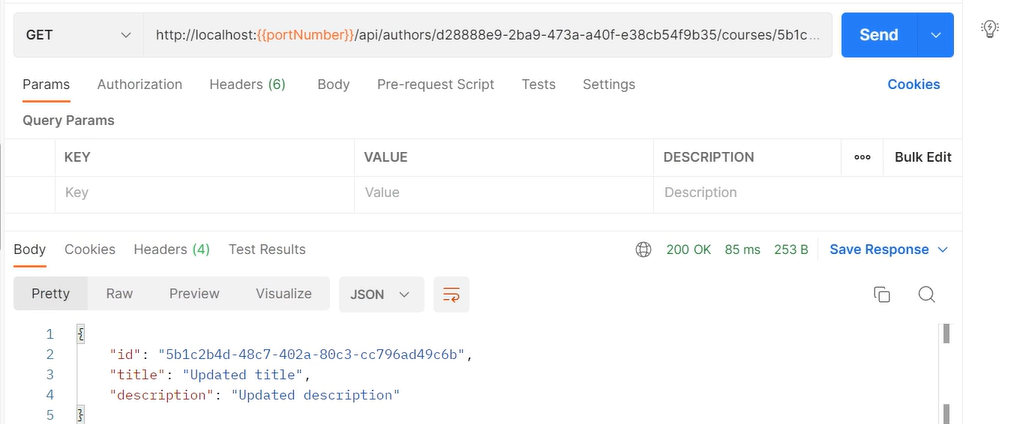 GET http://localhost:{{portNumber}}/api/authors/d28888e9-2ba9-473a-a40f-e38cb54f9b35/courses/5b1c... Send
Params Authorization Headers (6) Body Pre-request Script Tests Settings Cookies
Query Params
KEY VALUE DESCRIPTION ooo Bulk Edit
Key Value Description
Body Cookies Headers (4) Test Results 200 OK 85 ms 253 B Save Response
Pretty Raw Preview Visualize JSON
1 {
2 "id": "5b1c2b4d-48c7-402a-80c3-cc796ad49c6b",
3 "title": "Updated title",
4 "description": "Updated description"
5 }